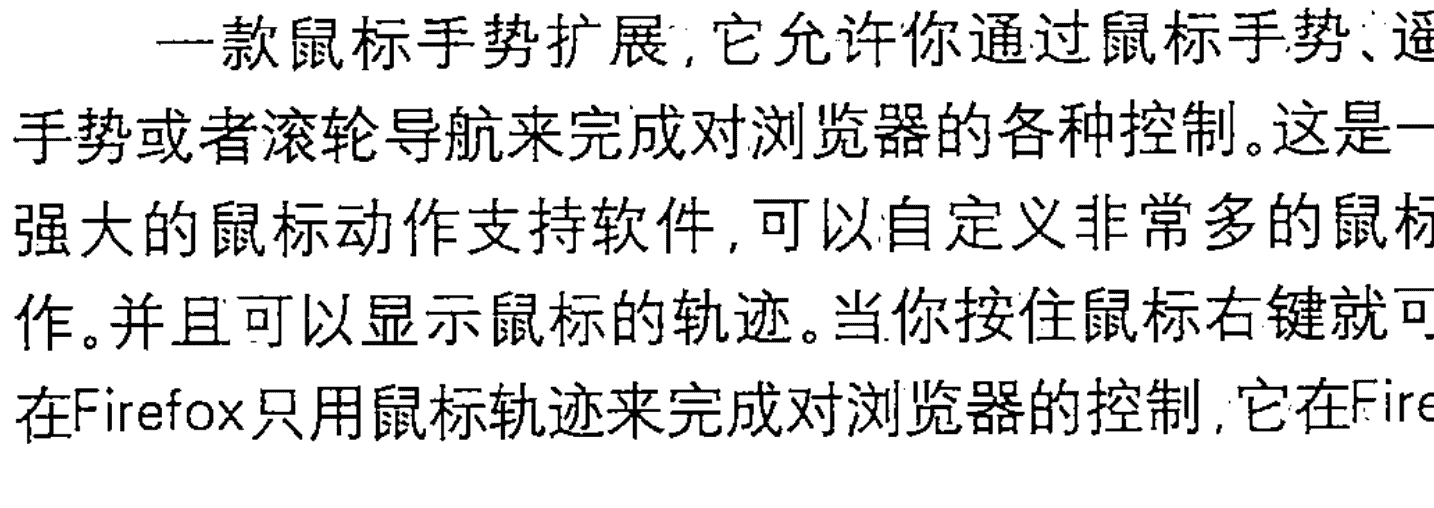 一款鼠标手势扩展,它允许你通过鼠标手势、遥
手势或者滚轮导航来完成对浏览器的各种控制。这是一
强大的鼠标动作支持软件,可以自定义非常多的鼠标
作。并且可以显示鼠标的轨迹。当你按住鼠标右键就可
在Firefox只用鼠标轨迹来完成对浏览器的控制,它在Fire